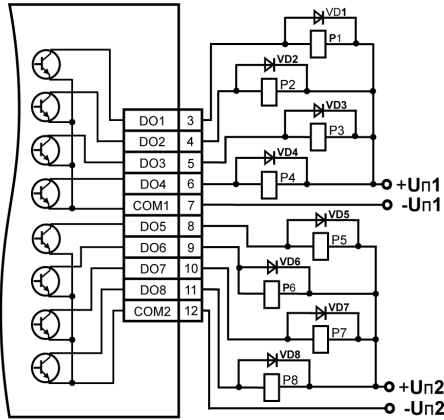 VD1
P1
VD2
P2
VD3
P3
VD4
P4
DO1 3
DO2 4
DO3 5
DO4 6
COM1 7
DO5 8
DO6 9
DO7 10
DO8 11
COM2 12
+Uп1
-Uп1
VD5
P5
VD6
P6
VD7
P7
VD8
P8
+Uп2
-Uп2